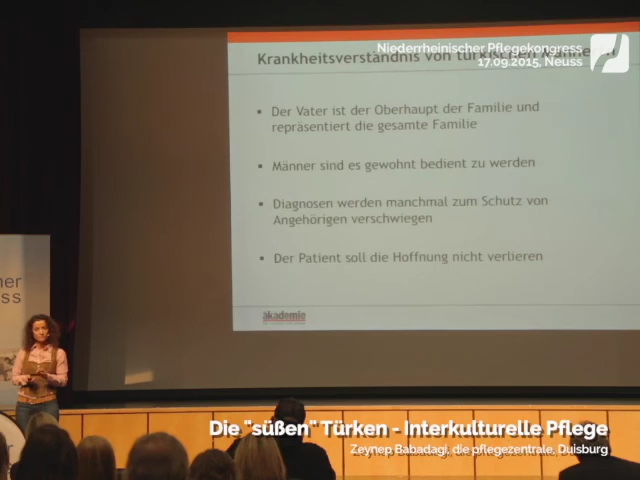 Niederrheinischer Pflegekongress
17.09.2015, Neuss
Krankheitsverständnis von türkischen
▪ Der Vater ist der Oberhaupt der Familie und
repräsentiert die gesamte Familie
▪ Männer sind es gewohnt bedient zu werden
▪ Diagnosen werden manchmal zum Schutz von
Angehörigen verschwiegen
▪ Der Patient soll die Hoffnung nicht verlieren
akademie
ner
ss
Die "süßen" Türken - Interkulturelle Pflege
Zeynep Babadagi, die pflegezentrale, Duisburg